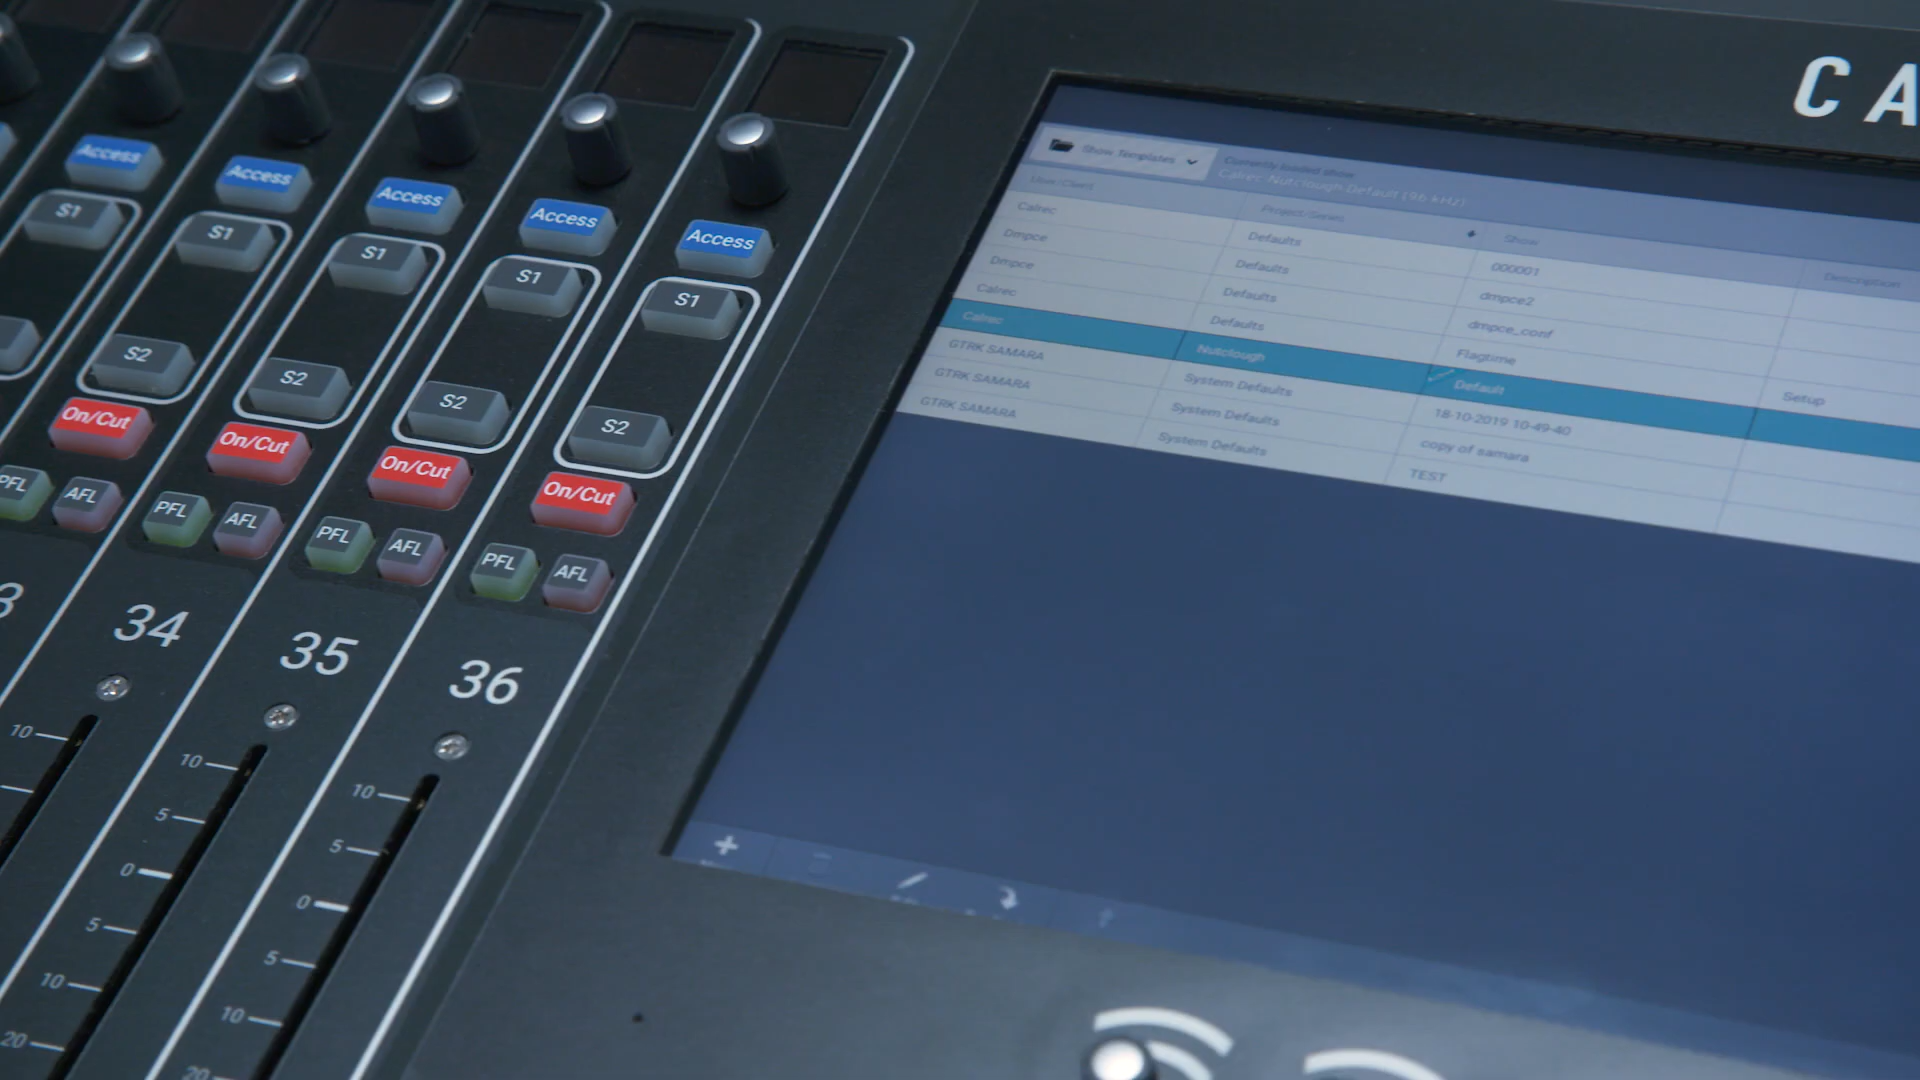 CA
Show Templates
Currently loaded show
Calrec-Nutclough-Default (96 kHz)
User/Client Project/Series Show Description
Calrec Defaults 000001
Dmpce Defaults dmpce2
Dmpce Defaults dmpce_conf
Calrec Defaults Flagtime
Calrec Nutclough Default Setup
GTRK SAMARA System Defaults 18-10-2019 10-49-40
GTRK SAMARA System Defaults copy of samara
GTRK SAMARA System Defaults TEST
Access Access Access Access Access
S1 S1 S1 S1 S1
S2 S2 S2 S2
On/Cut On/Cut On/Cut On/Cut
PFL AFL PFL AFL PFL AFL PFL AFL
3 34 35 36
10 10 10
5 5
0 0
5 5
10 10
20 20